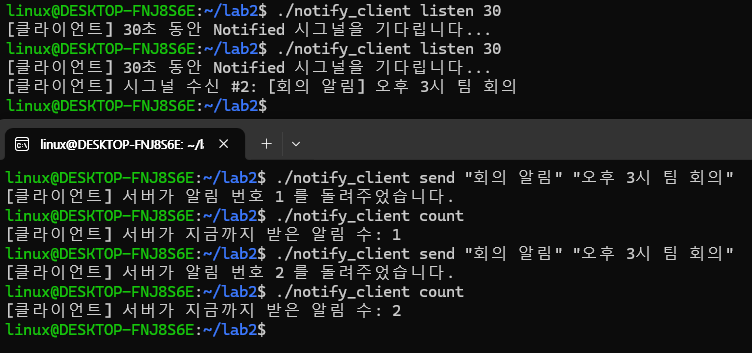 linux@DESKTOP-FNJ8S6E:~/lab2$ ./notify_client listen 30
[클라이언트] 30초 동안 Notified 시그널을 기다립니다...
linux@DESKTOP-FNJ8S6E:~/lab2$ ./notify_client listen 30
[클라이언트] 30초 동안 Notified 시그널을 기다립니다...
[클라이언트] 시그널 수신 #2: [회의 알림] 오후 3시 팀 회의
linux@DESKTOP-FNJ8S6E:~/lab2$
linux@DESKTOP-FNJ8S6E: ~/l
linux@DESKTOP-FNJ8S6E:~/lab2$ ./notify_client send "회의 알림" "오후 3시 팀 회의"
[클라이언트] 서버가 알림 번호 1 를 돌려주었습니다.
linux@DESKTOP-FNJ8S6E:~/lab2$ ./notify_client count
[클라이언트] 서버가 지금까지 받은 알림 수: 1
linux@DESKTOP-FNJ8S6E:~/lab2$ ./notify_client send "회의 알림" "오후 3시 팀 회의"
[클라이언트] 서버가 알림 번호 2 를 돌려주었습니다.
linux@DESKTOP-FNJ8S6E:~/lab2$ ./notify_client count
[클라이언트] 서버가 지금까지 받은 알림 수: 2
linux@DESKTOP-FNJ8S6E:~/lab2$